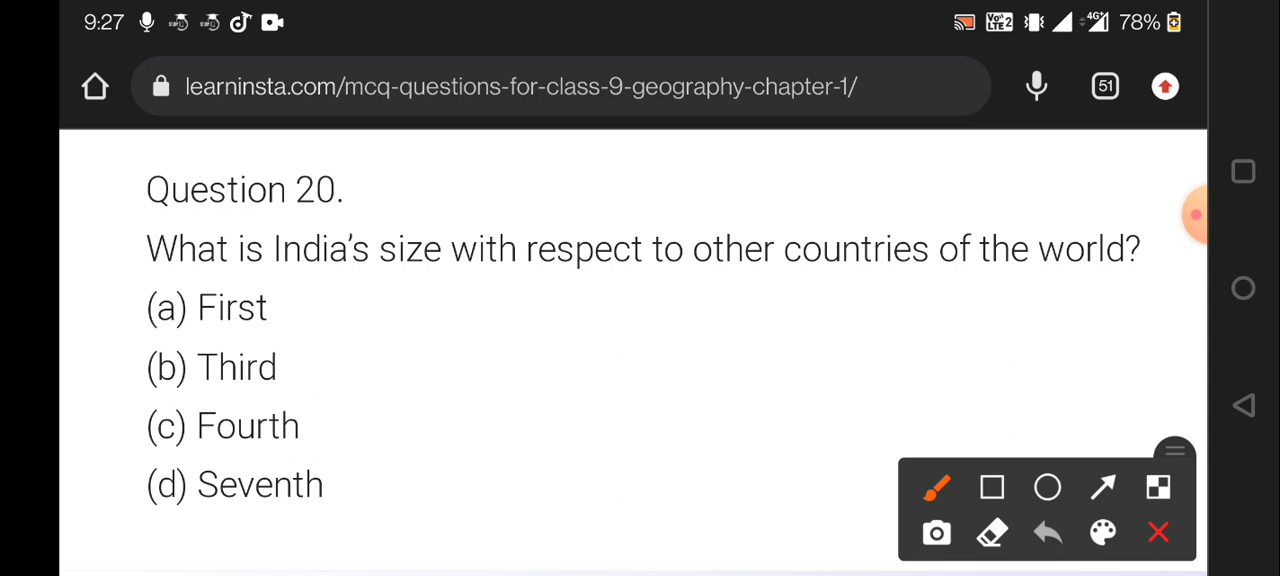 9:27 78%
learninsta.com/mcq-questions-for-class-9-geography-chapter-1/ 51
Question 20.
What is India's size with respect to other countries of the world?
(a) First
(b) Third
(c) Fourth
(d) Seventh